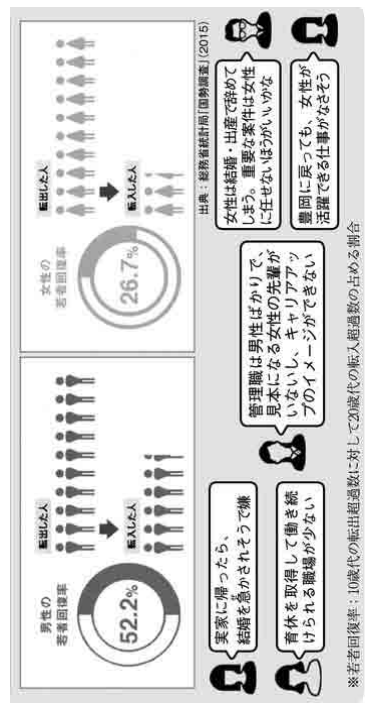 男性の
若者回復率
52.2%
転出した人
転入した人
女性の
若者回復率
26.7%
転出した人
転入した人
出典：総務省統計局「国勢調査」（2015）
実家に帰ったら、
結婚を急かされそうで嫌
育休を取得して働き続
けられる職場が少ない
管理職は男性ばかりで、
見本になる女性の先輩が
いないし、キャリアアッ
プのイメージができない
女性は結婚・出産で辞めて
しまう。重要な案件は女性
に任せないほうがいいかな
豊岡に戻っても、女性が
活躍できる仕事がなさそう
※若者回復率；10歳代の転出超過数に対して20歳代の転入超過数の占める割合